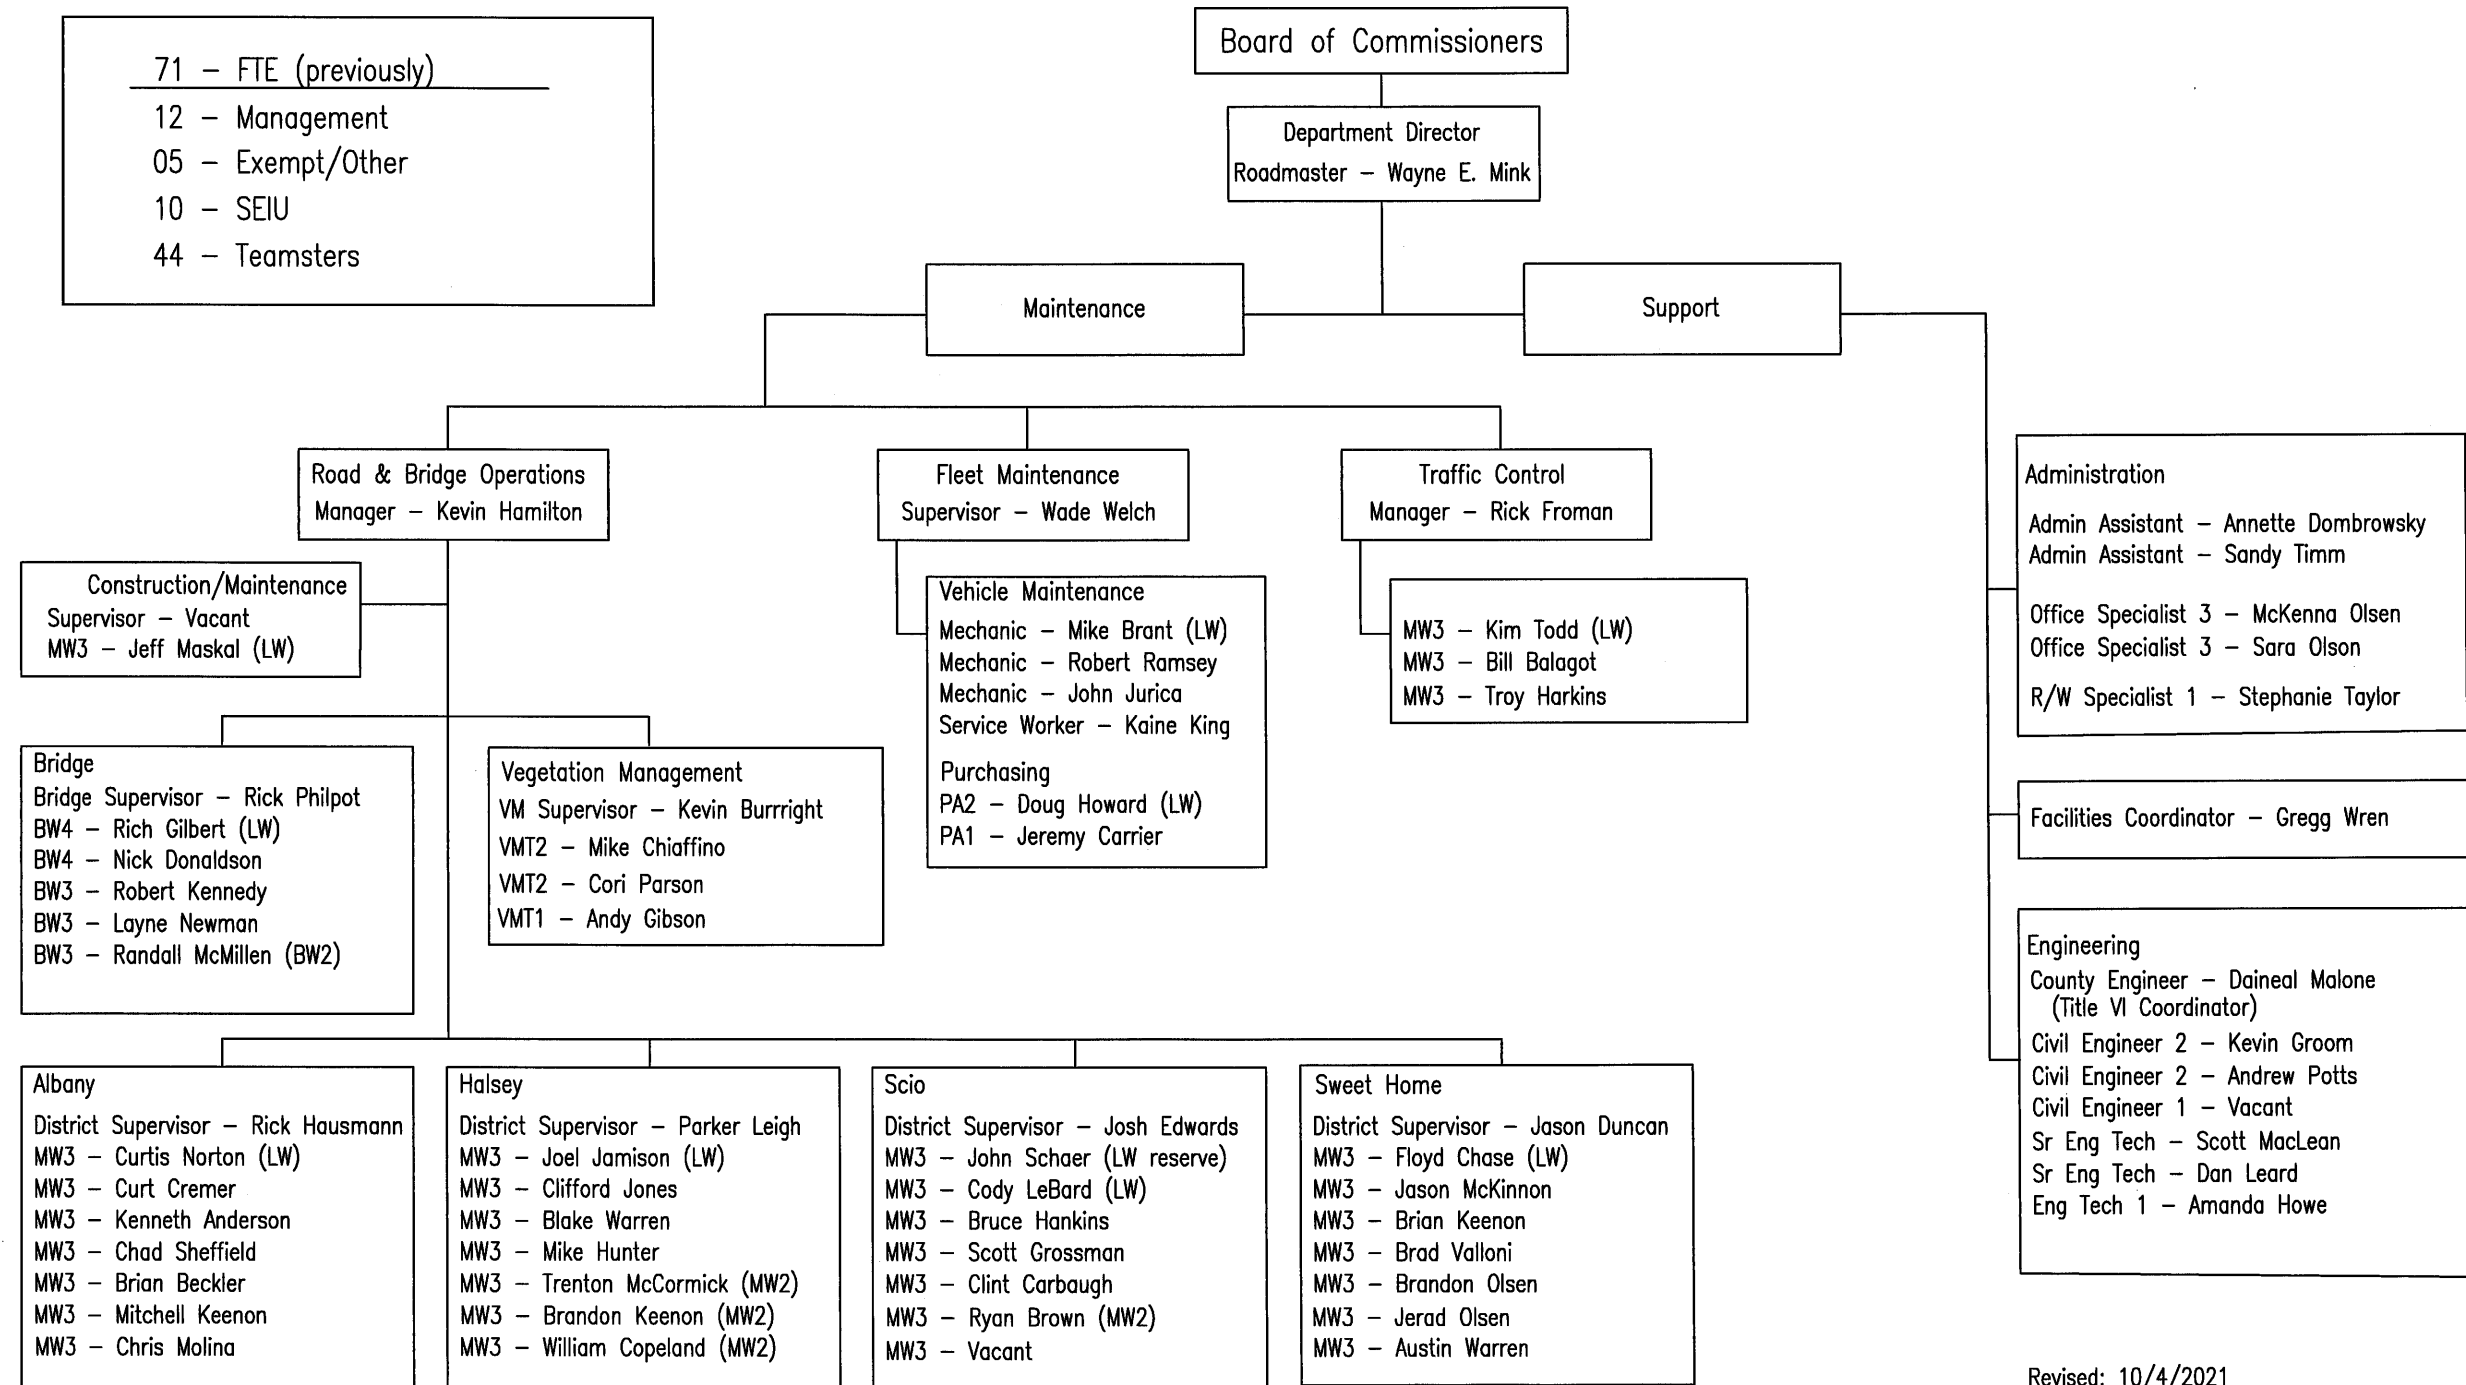 71 – FTE (previously)
12 – Management
05 – Exempt/Other
10 – SEIU
44 – Teamsters
Board of Commissioners
Department Director
Roadmaster – Wayne E. Mink
Maintenance
Support
Road & Bridge Operations
Manager – Kevin Hamilton
Fleet Maintenance
Supervisor – Wade Welch
Traffic Control
Manager – Rick Froman
Construction/Maintenance
Supervisor – Vacant
MW3 – Jeff Maskal (LW)
Vehicle Maintenance
Mechanic – Mike Brant (LW)
Mechanic – Robert Ramsey
Mechanic – John Jurica
Service Worker – Kaine King
Purchasing
PA2 – Doug Howard (LW)
PA1 – Jeremy Carrier
MW3 – Kim Todd (LW)
MW3 – Bill Balagot
MW3 – Troy Harkins
Administration
Admin Assistant – Annette Dombrowsky
Admin Assistant – Sandy Timm
Office Specialist 3 – McKenna Olsen
Office Specialist 3 – Sara Olson
R/W Specialist 1 – Stephanie Taylor
Facilities Coordinator – Gregg Wren
Engineering
County Engineer – Daineal Malone
(Title VI Coordinator)
Civil Engineer 2 – Kevin Groom
Civil Engineer 2 – Andrew Potts
Civil Engineer 1 – Vacant
Sr Eng Tech – Scott MacLean
Sr Eng Tech – Dan Leard
Eng Tech 1 – Amanda Howe
Bridge
Bridge Supervisor – Rick Philpot
BW4 – Rich Gilbert (LW)
BW4 – Nick Donaldson
BW3 – Robert Kennedy
BW3 – Layne Newman
BW3 – Randall McMillen (BW2)
Vegetation Management
VM Supervisor – Kevin Burrright
VMT2 – Mike Chiaffino
VMT2 – Cori Parson
VMT1 – Andy Gibson
Albany
District Supervisor – Rick Hausmann
MW3 – Curtis Norton (LW)
MW3 – Curt Cremer
MW3 – Kenneth Anderson
MW3 – Chad Sheffield
MW3 – Brian Beckler
MW3 – Mitchell Keenon
MW3 – Chris Molina
Halsey
District Supervisor – Parker Leigh
MW3 – Joel Jamison (LW)
MW3 – Clifford Jones
MW3 – Blake Warren
MW3 – Mike Hunter
MW3 – Trenton McCormick (MW2)
MW3 – Brandon Keenon (MW2)
MW3 – William Copeland (MW2)
Scio
District Supervisor – Josh Edwards
MW3 – John Schaer (LW reserve)
MW3 – Cody LeBard (LW)
MW3 – Bruce Hankins
MW3 – Scott Grossman
MW3 – Clint Carbaugh
MW3 – Ryan Brown (MW2)
MW3 – Vacant
Sweet Home
District Supervisor – Jason Duncan
MW3 – Floyd Chase (LW)
MW3 – Jason McKinnon
MW3 – Brian Keenon
MW3 – Brad Valloni
MW3 – Brandon Olsen
MW3 – Jerad Olsen
MW3 – Austin Warren
Revised: 10/4/2021